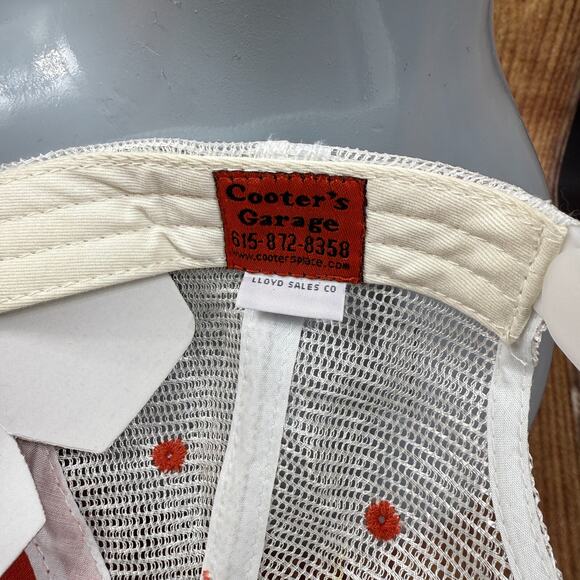 Cooter's
Garage
615-872-8358
www.cootersplace.com
LLOYD SALES CO